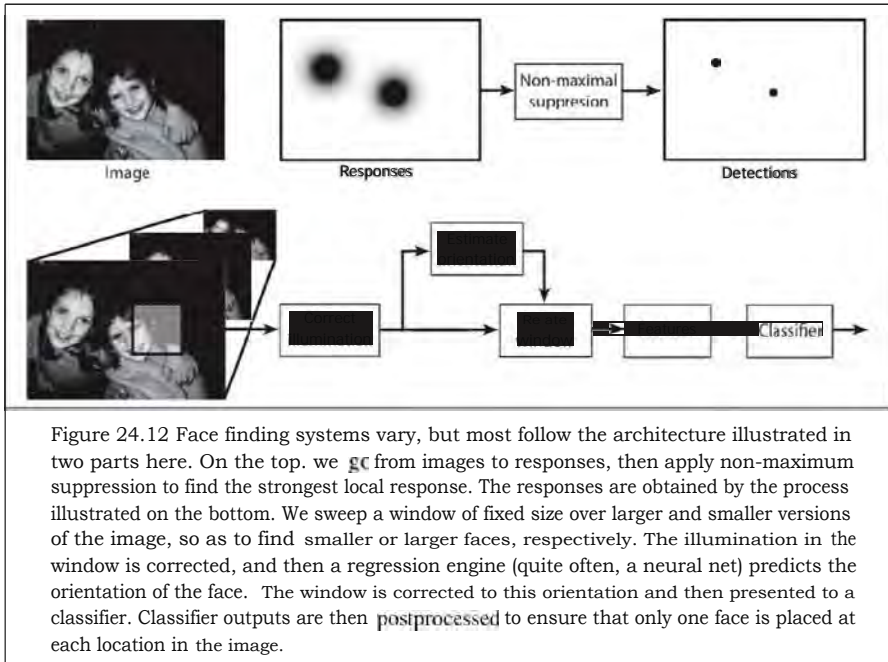 Non-maximal
suppresion
Image
Responses
Detections
Estimate
orientation
Correct
illumination
window
Features
Classifier
Figure 24.12 Face finding systems vary, but most follow the architecture illustrated in
two parts here. On the top. we gc from images to responses, then apply non-maximum
suppression to find the strongest local response. The responses are obtained by the process
illustrated on the bottom. We sweep a window of fixed size over larger and smaller versions
of the image, so as to find smaller or larger faces, respectively. The illumination in the
window is corrected, and then a regression engine (quite often, a neural net) predicts the
orientation of the face. The window is corrected to this orientation and then presented to a
classifier. Classifier outputs are then postprocessed to ensure that only one face is placed at
each location in the image.